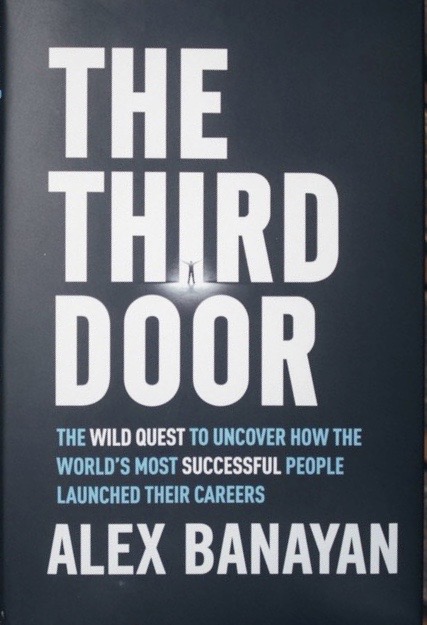 THE
THIRD
DOOR
THE WILD QUEST TO UNCOVER HOW THE
WORLD'S MOST SUCCESSFUL PEOPLE
LAUNCHED THEIR CAREERS
ALEX BANAYAN